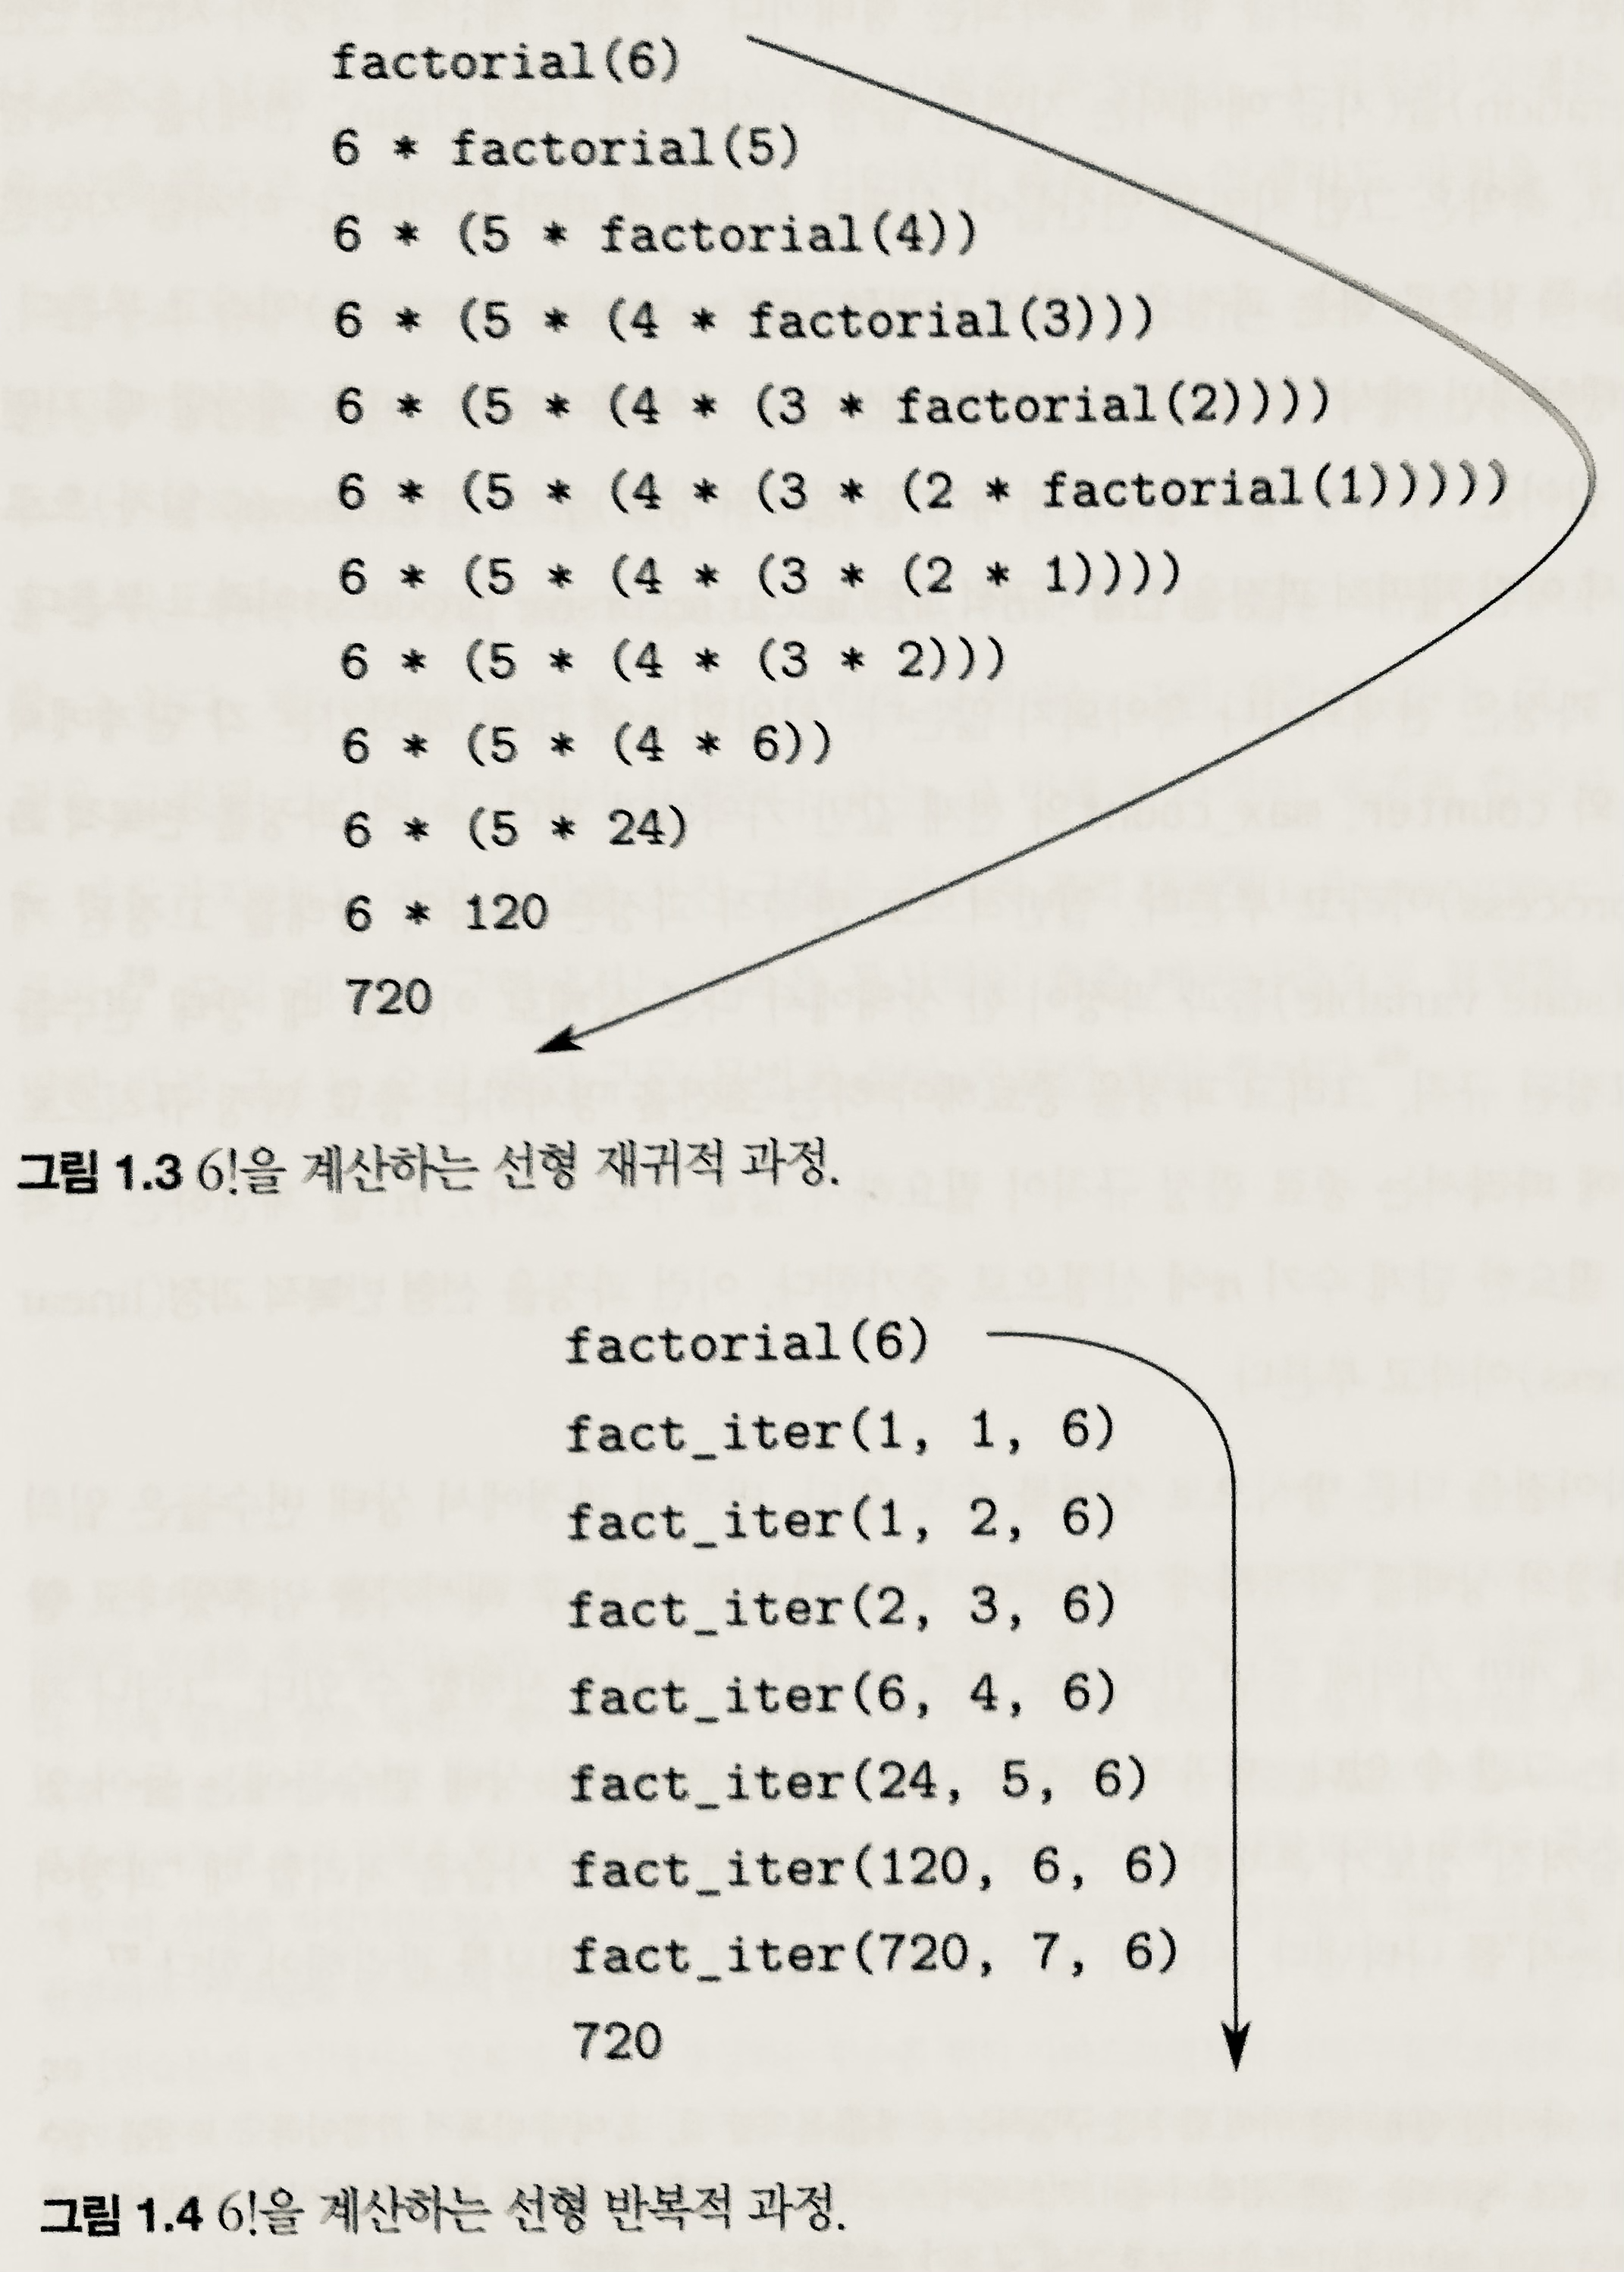 factorial(6)
6 * factorial(5)
6 * (5 * factorial(4))
6 * (5 * (4 * factorial(3)))
6 * (5 * (4 * (3 * factorial(2))))
6 * (5 * (4 * (3 * (2 * factorial(1)))))
6 * (5 * (4 * (3 * (2 * 1))))
6 * (5 * (4 * (3 * 2)))
6 * (5 * (4 * 6))
6 * (5 * 24)
6 * 120
720
그림 1.3 6!을 계산하는 선형 재귀적 과정.
factorial(6)
fact_iter(1, 1, 6)
fact_iter(1, 2, 6)
fact_iter(2, 3, 6)
fact_iter(6, 4, 6)
fact_iter(24, 5, 6)
fact_iter(120, 6, 6)
fact_iter(720, 7, 6)
720
그림 1.4 6!을 계산하는 선형 반복적 과정.